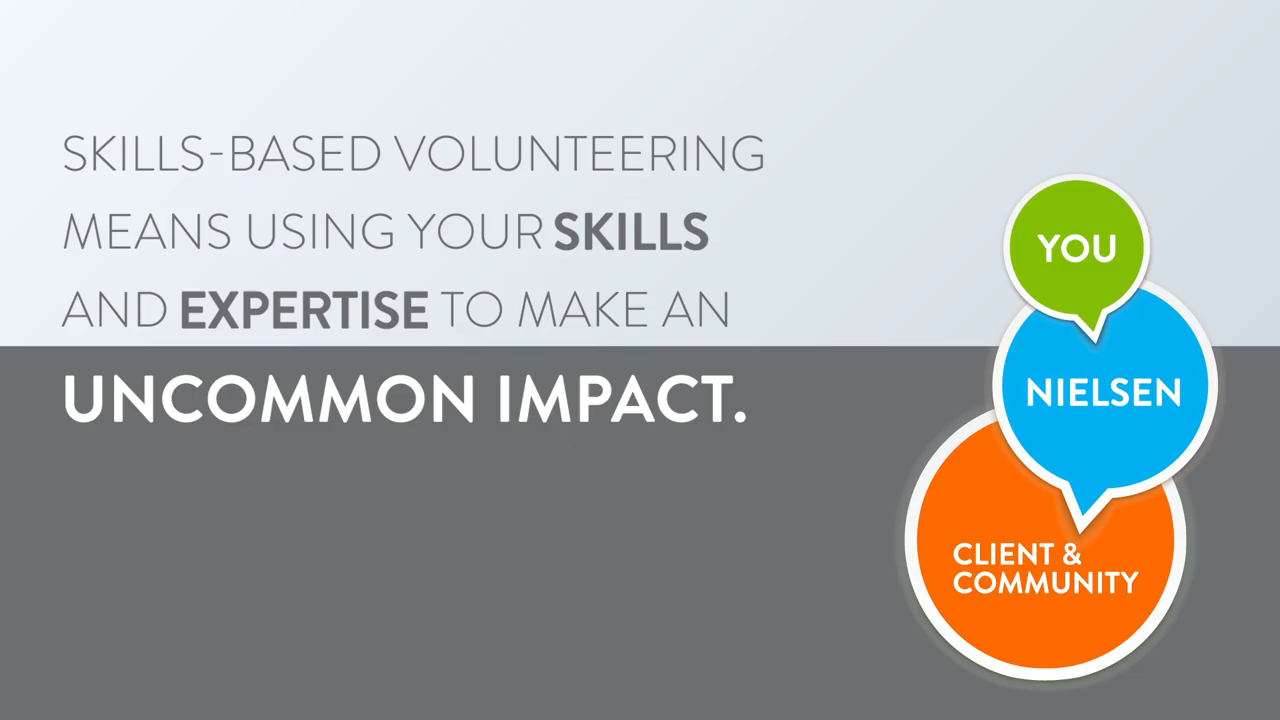 SKILLS-BASED VOLUNTEERING
MEANS USING YOUR SKILLS
AND EXPERTISE TO MAKE AN
UNCOMMON IMPACT.
YOU
NIELSEN
CLIENT &
COMMUNITY